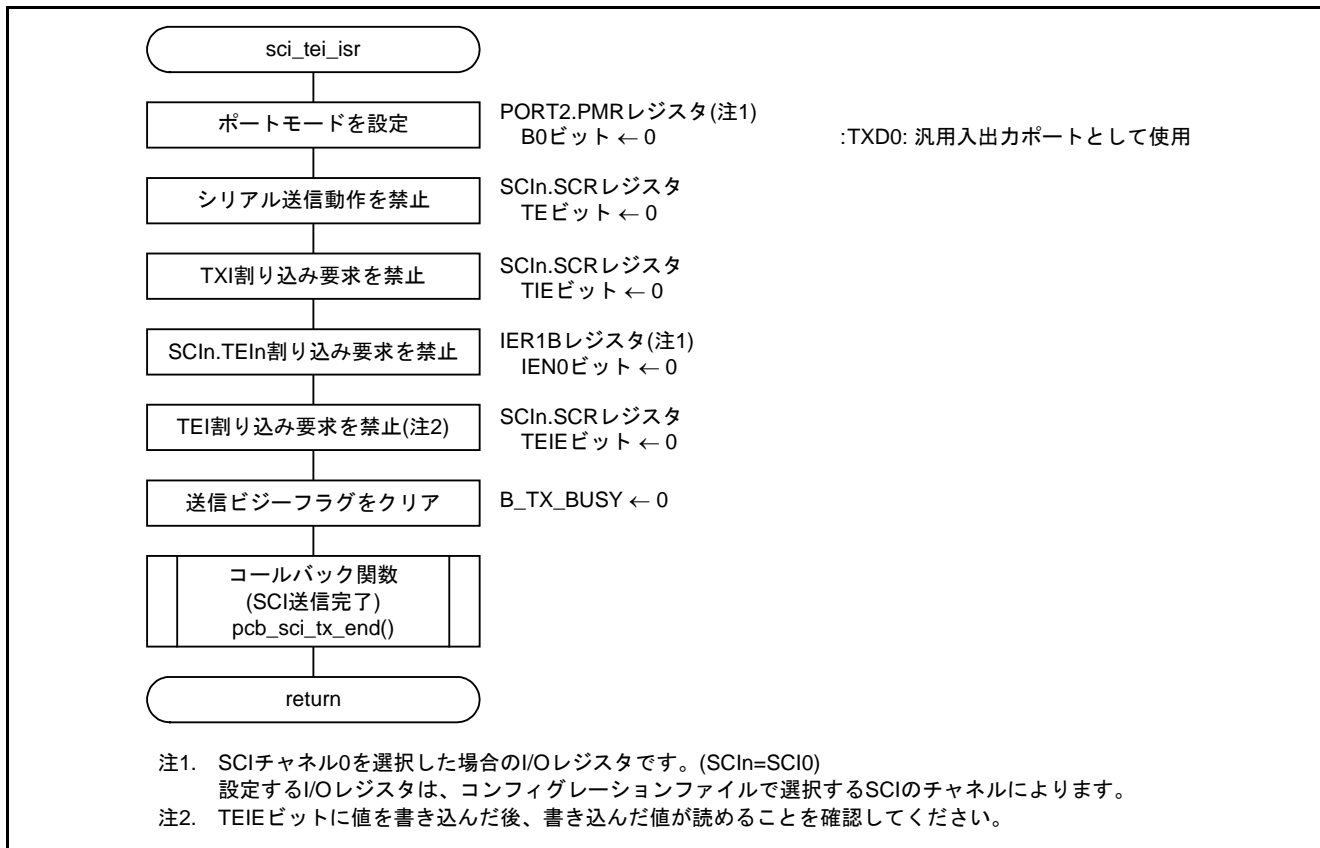 sci_tei_isr
ポートモードを設定
PORT2.PMRレジスタ(注1)
B0ビット ← 0 :TXD0: 汎用入出力ポートとして使用
シリアル送信動作を禁止
SCIn.SCRレジスタ
TEビット ← 0
TXI割り込み要求を禁止
SCIn.SCRレジスタ
TIEビット ← 0
SCIn.TEIn割り込み要求を禁止
IER1Bレジスタ(注1)
IEN0ビット ← 0
TEI割り込み要求を禁止(注2)
SCIn.SCRレジスタ
TEIEビット ← 0
送信ビジーフラグをクリア
B_TX_BUSY ← 0
コールバック関数
(SCI送信完了)
pcb_sci_tx_end()
return
注1. SCIチャネル0を選択した場合のI/Oレジスタです。(SCIn=SCI0)
設定するI/Oレジスタは、コンフィグレーションファイルで選択するSCIのチャネルによります。
注2. TEIEビットに値を書き込んだ後、書き込んだ値が読めることを確認してください。